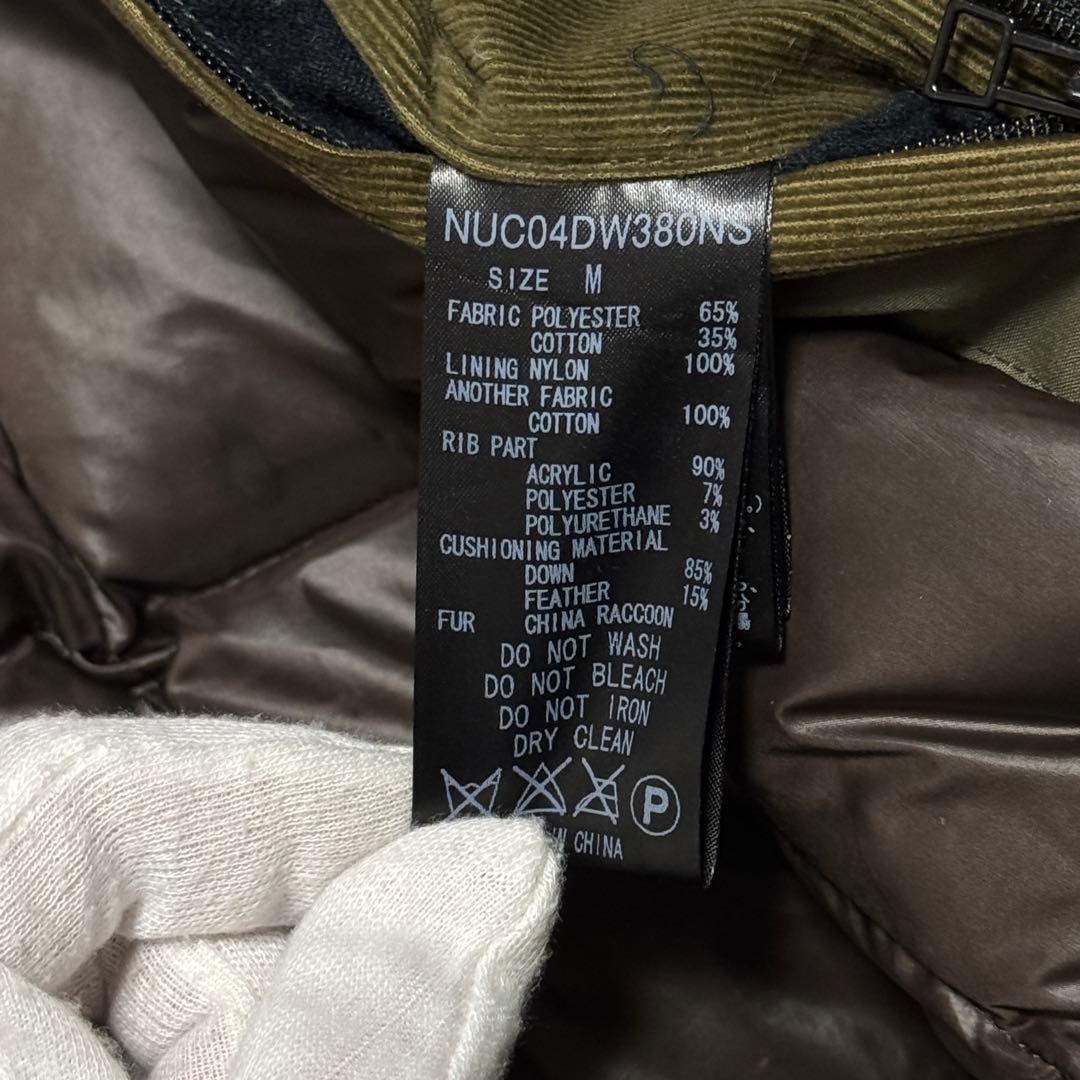 NUC04DW380NS
SIZE M
FABRIC POLYESTER 65%
COTTON 35%
LINING NYLON 100%
ANOTHER FABRIC
COTTON 100%
RIB PART
ACRYLIC 90%
POLYESTER 7%
POLYURETHANE 3%
CUSHIONING MATERIAL
DOWN 85%
FEATHER 15%
FUR CHINA RACCOON
DO NOT WASH
DO NOT BLEACH
DO NOT IRON
DRY CLEAN
P
IN CHINA